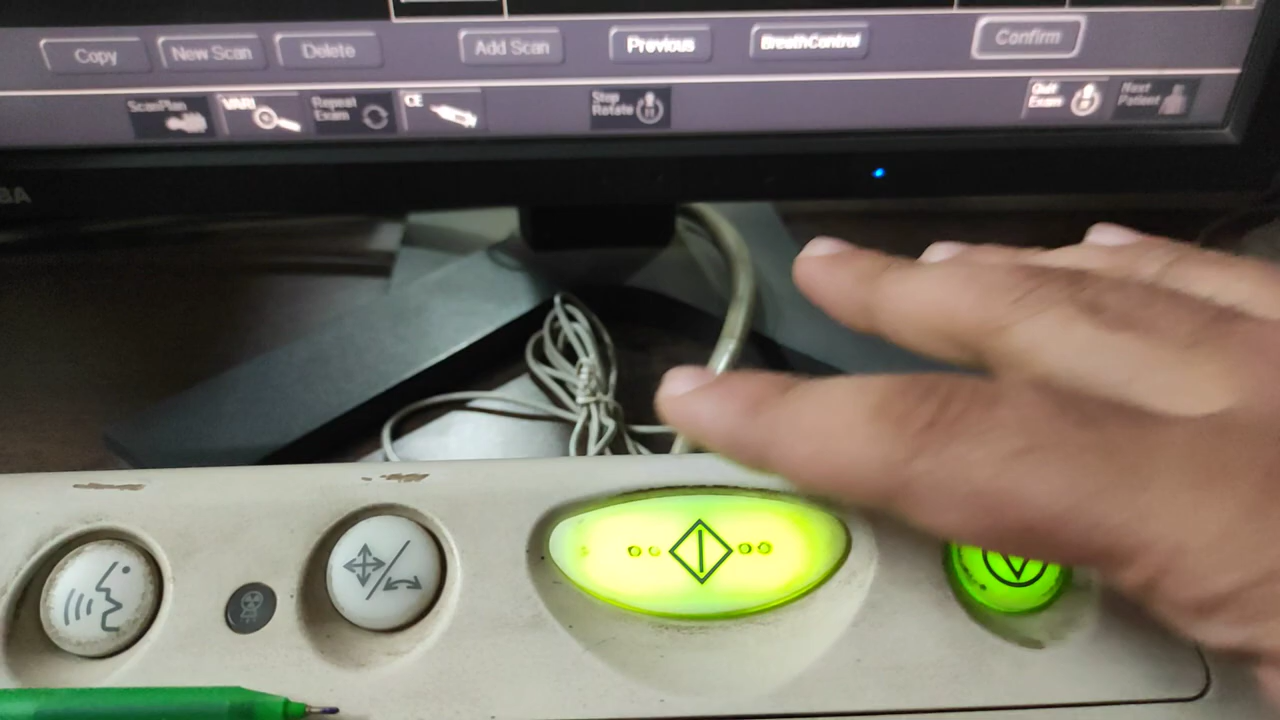 Copy
New Scan
Delete
Add Scan
Previous
BreathControl
Confirm
ScanPlan
VARI
Repeat
Exam
CE
Stop
Rotate
Quit
Exam
Next
Patient
BA